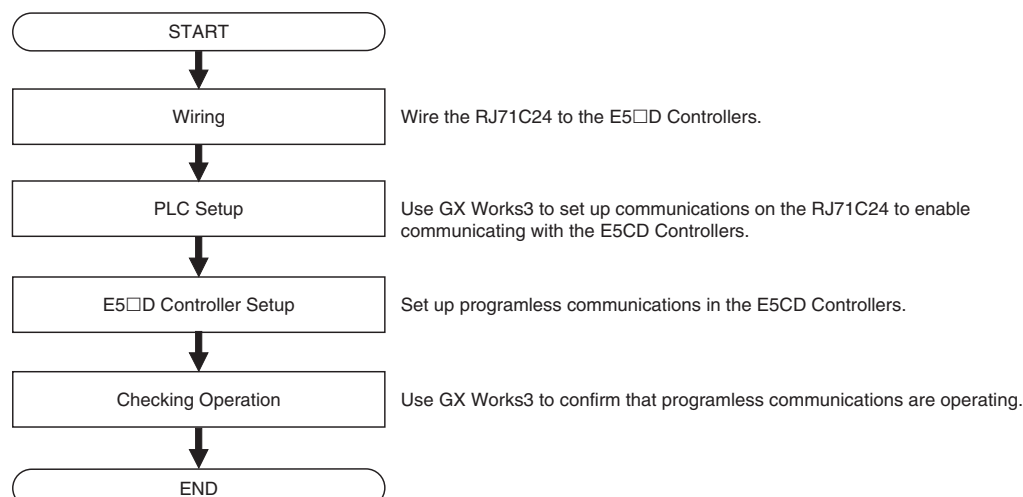 START
Wiring
Wire the RJ71C24 to the E5□D Controllers.
PLC Setup
Use GX Works3 to set up communications on the RJ71C24 to enable
communicating with the E5CD Controllers.
E5□D Controller Setup
Set up programless communications in the E5CD Controllers.
Checking Operation
Use GX Works3 to confirm that programless communications are operating.
END